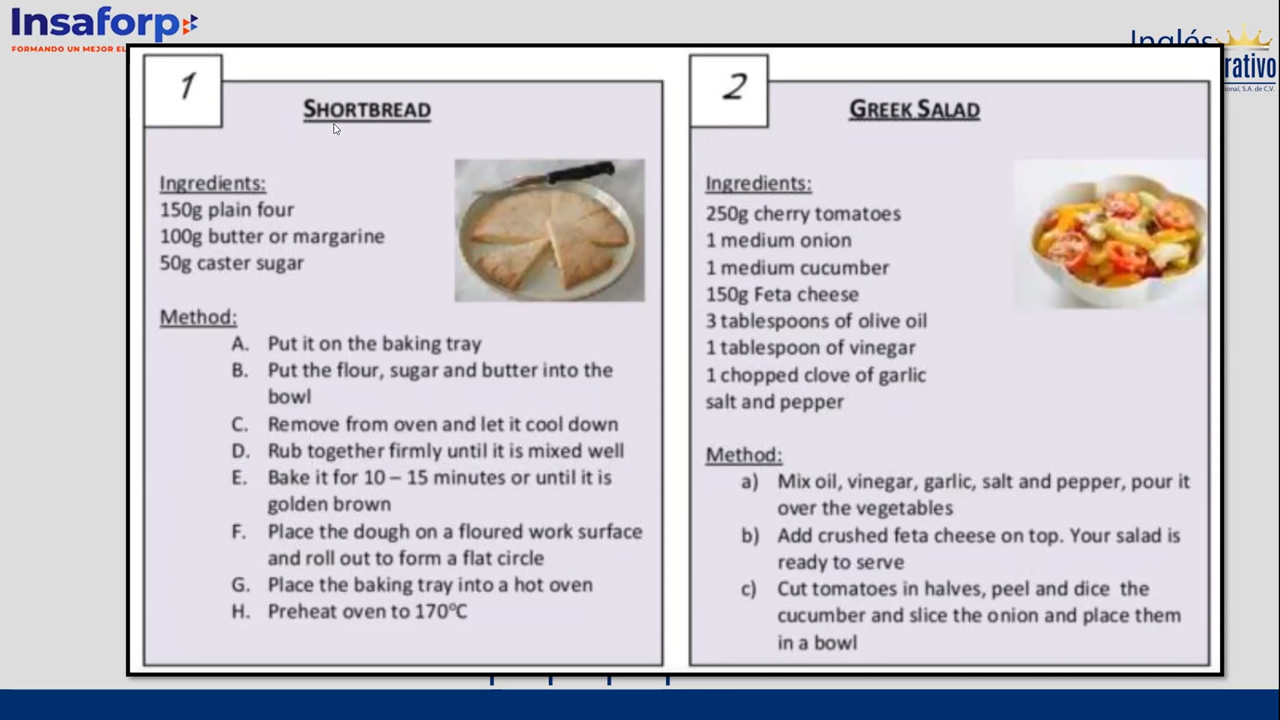 Insaforp
FORMANDO UN MEJOR EL
Inglés
rativo
nal, S.A. de C.V.
1
SHORTBREAD
Ingredients:
150g plain four
100g butter or margarine
50g caster sugar
Method:
A. Put it on the baking tray
B. Put the flour, sugar and butter into the
bowl
C. Remove from oven and let it cool down
D. Rub together firmly until it is mixed well
E. Bake it for 10 – 15 minutes or until it is
golden brown
F. Place the dough on a floured work surface
and roll out to form a flat circle
G. Place the baking tray into a hot oven
H. Preheat oven to 170°C
2
GREEK SALAD
Ingredients:
250g cherry tomatoes
1 medium onion
1 medium cucumber
150g Feta cheese
3 tablespoons of olive oil
1 tablespoon of vinegar
1 chopped clove of garlic
salt and pepper
Method:
a) Mix oil, vinegar, garlic, salt and pepper, pour it
over the vegetables
b) Add crushed feta cheese on top. Your salad is
ready to serve
c) Cut tomatoes in halves, peel and dice the
cucumber and slice the onion and place them
in a bowl